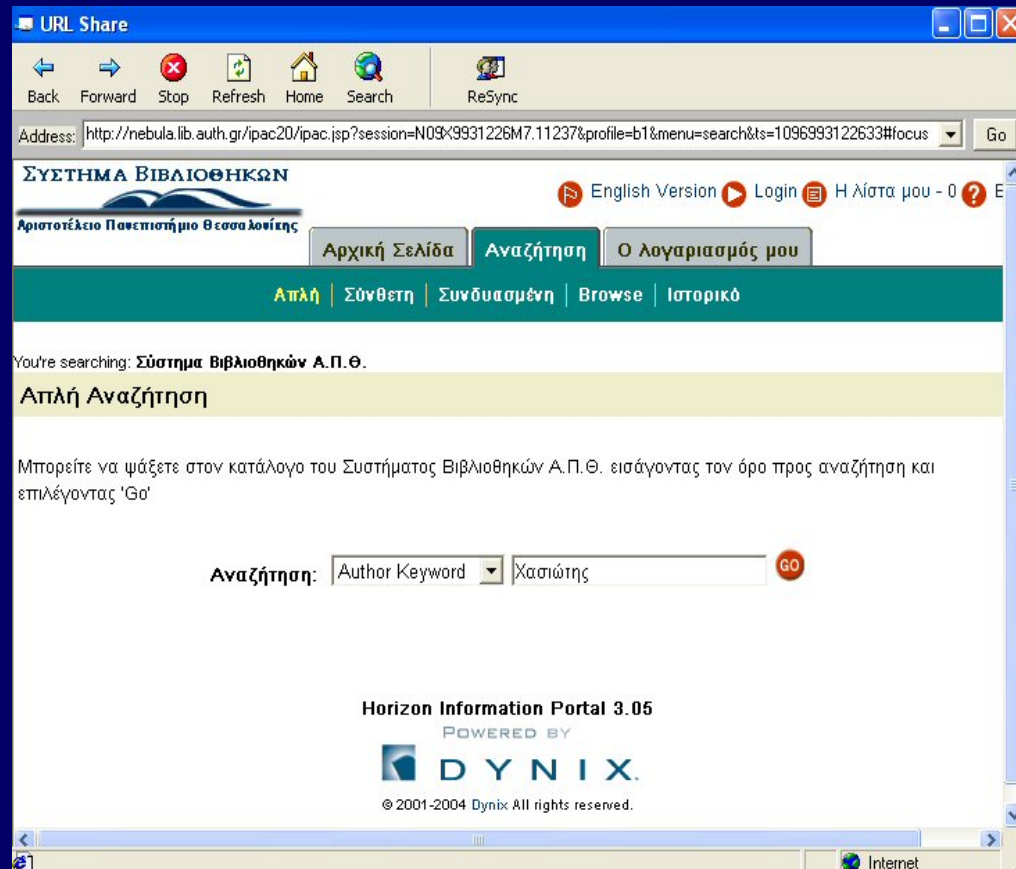 URL Share
Back Forward Stop Refresh Home Search ReSync
Address: http://nebula.lib.auth.gr/ipac20/ipac.jsp?session=N09X9931226M7.11237&profile=b1&menu=search&ts=1096993122633#focus Go
ΣΥΣΤΗΜΑ ΒΙΒΛΙΟΘΗΚΩΝ
Αριστοτέλειο Πανεπιστήμιο Θεσσαλονίκης
English Version Login Η λίστα μου - 0 ?
Αρχική Σελίδα Αναζήτηση Ο λογαριασμός μου
Απλή | Σύνθετη | Συνδυασμένη | Browse | Ιστορικό
You're searching: Σύστημα Βιβλιοθηκών Α.Π.Θ.
Απλή Αναζήτηση
Μπορείτε να ψάξετε στον κατάλογο του Συστήματος Βιβλιοθηκών Α.Π.Θ. εισάγοντας τον όρο προς αναζήτηση και
επιλέγοντας 'Go'
Αναζήτηση: Author Keyword Χασιώτης GO
Horizon Information Portal 3.05
POWERED BY
DYNIX.
© 2001-2004 Dynix All rights reserved.
Internet